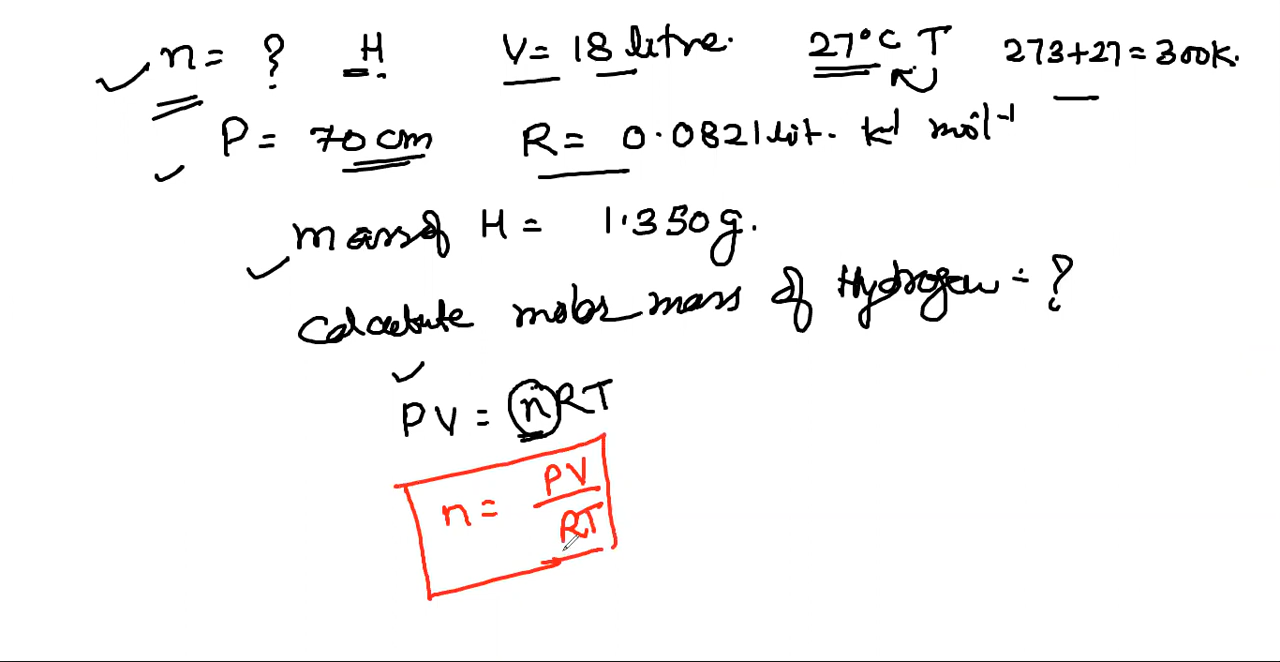 n = ? H V = 18 litre. 27°C T 273+27 = 300K.
P = 70 cm R = 0.0821 lit. K-1 mol-1
mass of H = 1.350 g.
Calculate molar mass of Hydrogen = ?
PV = nRT
n = PV
RT